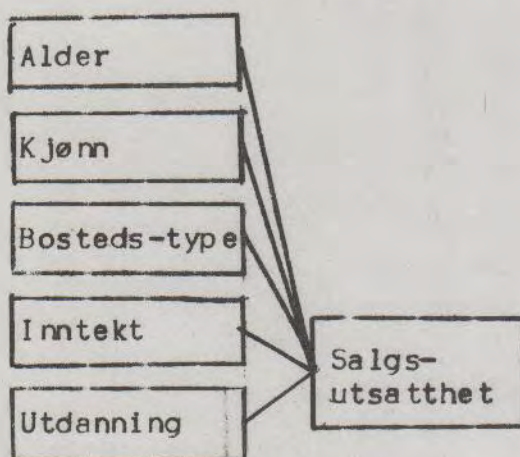 Alder
Kjønn
Bosteds-type
Inntekt
Utdanning
Salgs-
utsatthet